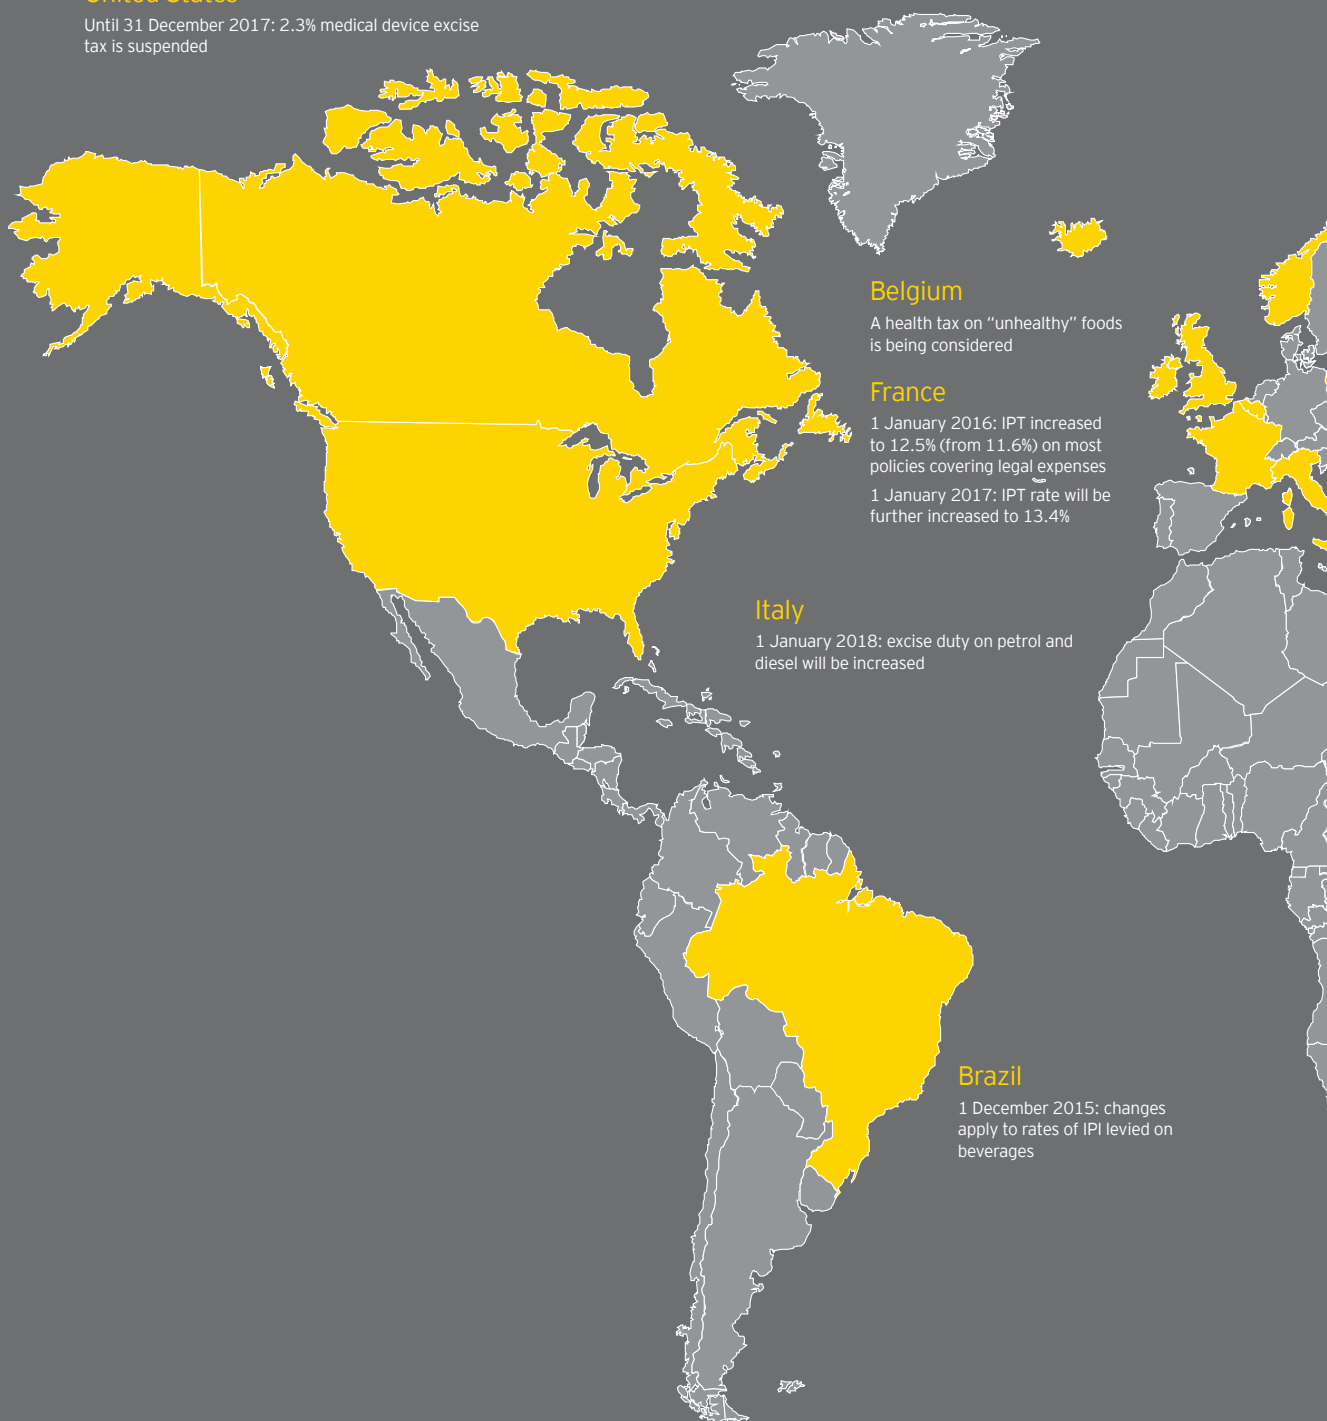 United States
Until 31 December 2017: 2.3% medical device excise
tax is suspended
Belgium
A health tax on “unhealthy” foods
is being considered
France
1 January 2016: IPT increased
to 12.5% (from 11.6%) on most
policies covering legal expenses
1 January 2017: IPT rate will be
further increased to 13.4%
Italy
1 January 2018: excise duty on petrol and
diesel will be increased
Brazil
1 December 2015: changes
apply to rates of IPI levied on
beverages